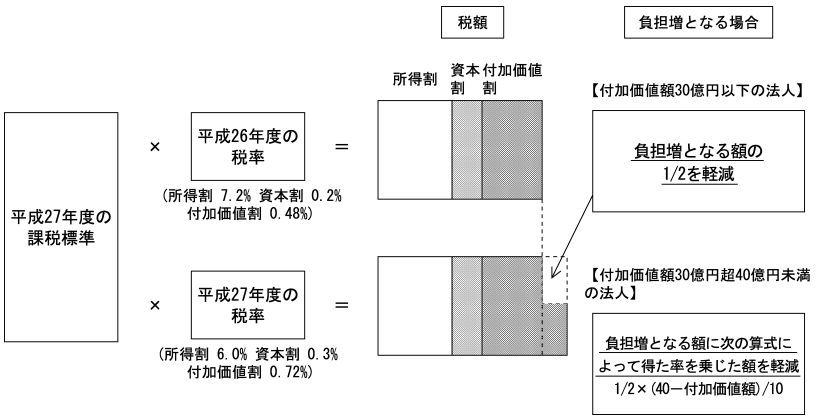 税額
負担増となる場合
所得割
資本
割
付加価値
割
【付加価値額30億円以下の法人】
平成27年度の
課税標準
×
平成26年度の
税率
＝
(所得割 7.2% 資本割 0.2%
付加価値割 0.48%)
負担増となる額の
1/2を軽減
×
平成27年度の
税率
＝
(所得割 6.0% 資本割 0.3%
付加価値割 0.72%)
【付加価値額30億円超40億円未満
の法人】
負担増となる額に次の算式に
よって得た率を乗じた額を軽減
1/2×(40－付加価値額)/10